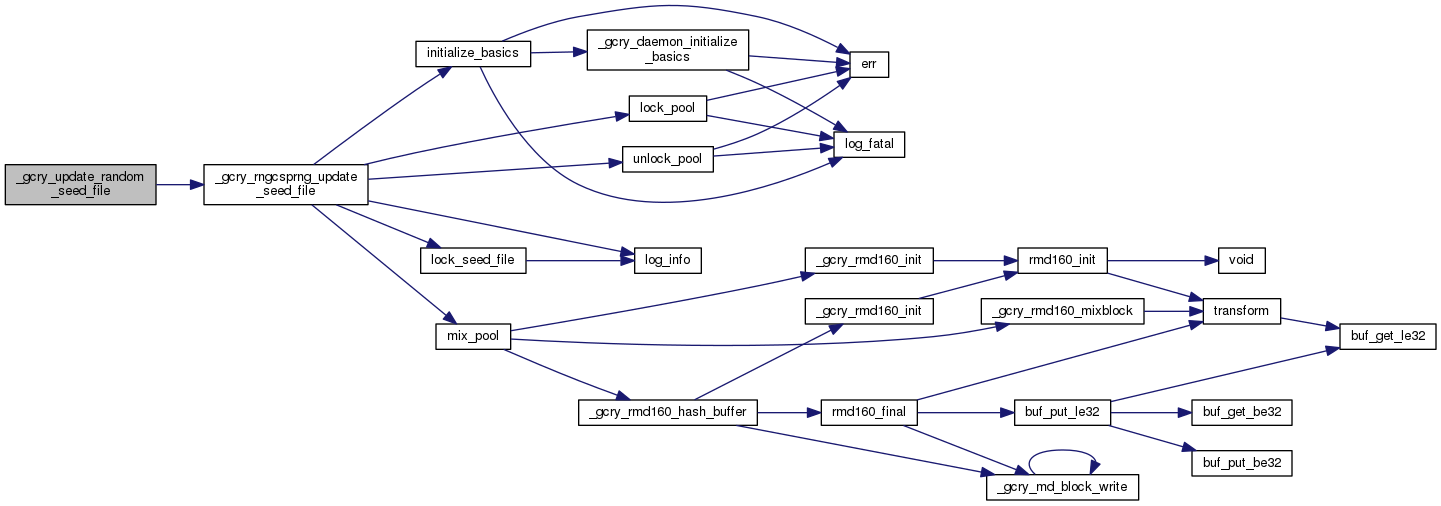 _gcry_update_random
_seed_file
_gcry_rngcsprng_update
_seed_file
initialize_basics
_gcry_daemon_initialize
_basics
err
lock_pool
log_fatal
unlock_pool
lock_seed_file
log_info
mix_pool
_gcry_rmd160_init
rmd160_init
void
_gcry_rmd160_init
_gcry_rmd160_mixblock
transform
buf_get_le32
_gcry_rmd160_hash_buffer
rmd160_final
buf_put_le32
buf_get_be32
buf_put_be32
_gcry_md_block_write